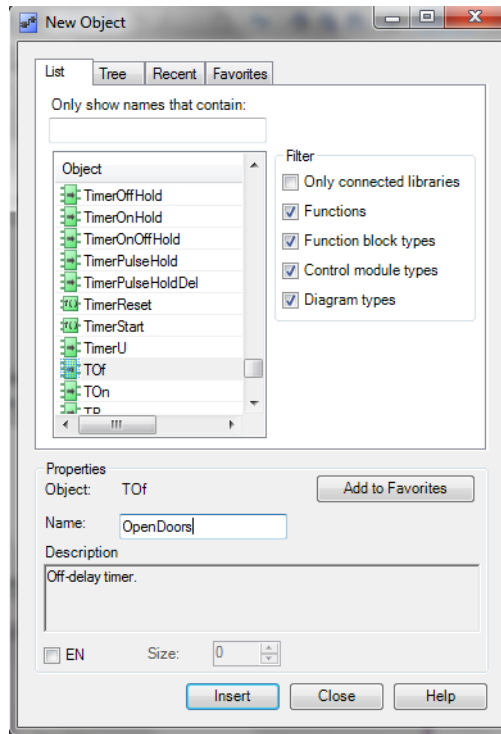 New Object
List Tree Recent Favorites
Only show names that contain:
Object
TimerOffHold
TimerOnHold
TimerOnOffHold
TimerPulseHold
TimerPulseHoldDel
TimerReset
TimerStart
TimerU
TOf
TOn
TP
Filter
Only connected libraries
Functions
Function block types
Control module types
Diagram types
Properties
Object: TOf
Add to Favorites
Name: OpenDoors
Description
Off-delay timer.
EN Size: 0
Insert Close Help